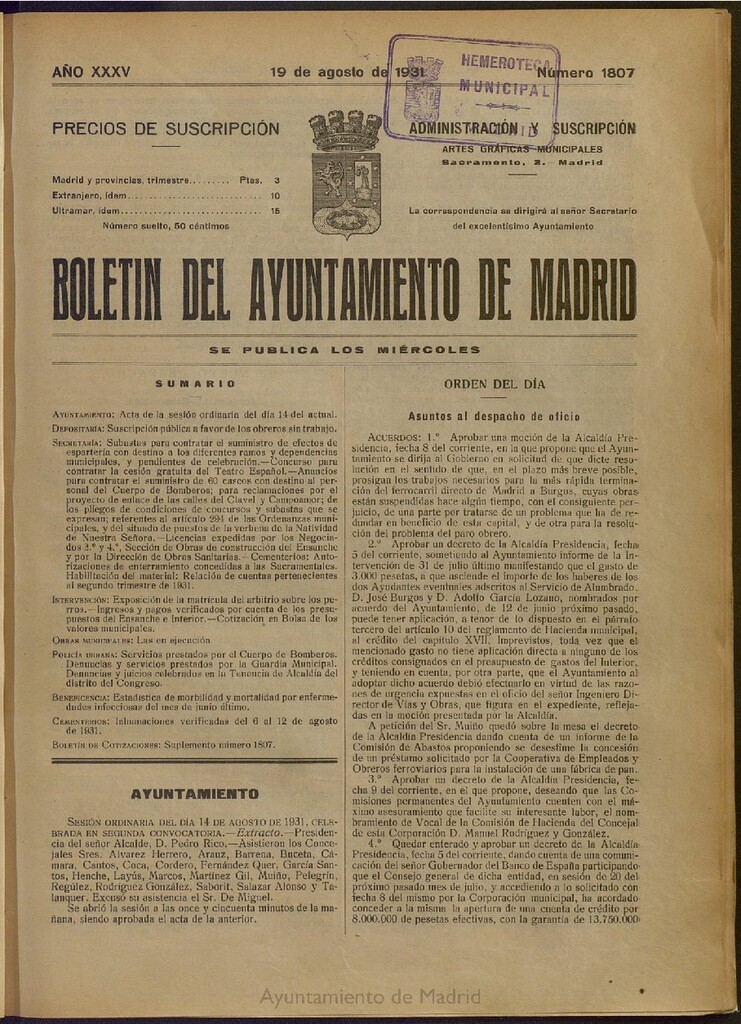 AÑO XXXV
19 de agosto de 1931
Número 1807
HEMEROTECA
MUNICIPAL
MADRID
PRECIOS DE SUSCRIPCIÓN
Madrid y provincias, trimestre......... Ptas. 3
Extranjero, ídem............................ 10
Ultramar, ídem............................. 15
Número suelto, 50 céntimos
ADMINISTRACIÓN Y SUSCRIPCIÓN
ARTES GRÁFICAS MUNICIPALES
Sacramento, 2. - Madrid
La correspondencia se dirigirá al señor Secretario
del excelentísimo Ayuntamiento
BOLETIN DEL AYUNTAMIENTO DE MADRID
SE PUBLICA LOS MIÉRCOLES
SUMARIO
AYUNTAMIENTO: Acta de la sesión ordinaria del día 14 del actual.
DEPOSITARÍA: Suscripción pública a favor de los obreros sin trabajo.
SECRETARÍA: Subastas para contratar el suministro de efectos de
espartería con destino a los diferentes ramos y dependencias
municipales, y pendientes de celebración.—Concurso para
contratar la cesión gratuita del Teatro Español.—Anuncios
para contratar el suministro de 60 cascos con destino al per-
sonal del Cuerpo de Bomberos; para reclamaciones por el
proyecto de enlace de las calles del Clavel y Campoamor; de
los pliegos de condiciones de concursos y subastas que se
expresan; referentes al artículo 294 de las Ordenanzas muni-
cipales, y del situado de puestos de la verbena de la Natividad
de Nuestra Señora.—Licencias expedidas por los Negocia-
dos 3.º y 4.º, Sección de Obras de construcción del Ensanche
y por la Dirección de Obras Sanitarias.—Cementerios: Auto-
rizaciones de enterramiento concedidas a las Sacramentales.
Habilitación del material: Relación de cuentas pertenecientes
al segundo trimestre de 1931.
INTERVENCIÓN: Exposición de la matrícula del arbitrio sobre los pe-
rros.—Ingresos y pagos verificados por cuenta de los presu-
puestos del Ensanche e Interior.—Cotización en Bolsa de los
valores municipales.
OBRAS MUNICIPALES: Las en ejecución
POLICÍA URBANA: Servicios prestados por el Cuerpo de Bomberos.
Denuncias y servicios prestados por la Guardia Municipal.
Denuncias y juicios celebrados en la Tenencia de Alcaldía del
distrito del Congreso.
BENEFICENCIA: Estadística de morbilidad y mortalidad por enferme-
dades infecciosas del mes de junio último.
CEMENTERIOS: Inhumaciones verificadas del 6 al 12 de agosto
de 1931.
BOLETÍN DE COTIZACIONES: Suplemento número 1807.
AYUNTAMIENTO
SESIÓN ORDINARIA DEL DÍA 14 DE AGOSTO DE 1931, CELE-
BRADA EN SEGUNDA CONVOCATORIA.—Extracto.—Presiden-
cia del señor Alcalde, D. Pedro Rico.—Asistieron los Conce-
jales Sres. Alvarez Herrero, Arauz, Barrena, Buceta, Cá-
mara, Cantos, Coca, Cordero, Fernández Quer, García San-
tos, Henche, Layús, Marcos, Martínez Gil, Muiño, Pelegrín,
Regúlez, Rodríguez González, Saborit, Salazar Alonso y Ta-
lanquer. Excusó su asistencia el Sr. De Miguel.
Se abrió la sesión a las once y cincuenta minutos de la ma-
ñana, siendo aprobada el acta de la anterior.
ORDEN DEL DÍA
Asuntos al despacho de oficio
ACUERDOS: 1.º Aprobar una moción de la Alcaldía Pre-
sidencia, fecha 8 del corriente, en la que propone que el Ayun-
tamiento se dirija al Gobierno en solicitud de que dicte reso-
lución en el sentido de que, en el plazo más breve posible,
prosigan los trabajos necesarios para la más rápida termina-
ción del ferrocarril directo de Madrid a Burgos, cuyas obras
están suspendidas hace algún tiempo, con el consiguiente per-
juicio, de una parte por tratarse de un problema que ha de re-
dundar en beneficio de esta capital, y de otra para la resolu-
ción del problema del paro obrero.
2.º Aprobar un decreto de la Alcaldía Presidencia, fecha
5 del corriente, sometiendo al Ayuntamiento informe de la In-
tervención de 31 de julio último manifestando que el gasto de
3.000 pesetas, a que asciende el importe de los haberes de los
dos Ayudantes eventuales adscritos al Servicio de Alumbrado,
D. José Burgos y D. Adolfo García Lozano, nombrados por
acuerdo del Ayuntamiento, de 12 de junio próximo pasado,
puede tener aplicación, a tenor de lo dispuesto en el párrafo
tercero del artículo 10 del reglamento de Hacienda municipal,
al crédito del capítulo XVII, Imprevistos, toda vez que el
mencionado gasto no tiene aplicación directa a ninguno de los
créditos consignados en el presupuesto de gastos del Interior,
y teniendo en cuenta, por otra parte, que el Ayuntamiento al
adoptar dicho acuerdo debió efectuarlo en virtud de las razo-
nes de urgencia expuestas en el oficio del señor Ingeniero Di-
rector de Vías y Obras, que figura en el expediente, refleja-
das en la moción presentada por la Alcaldía.
A petición del Sr. Muiño quedó sobre la mesa el decreto
de la Alcaldía Presidencia dando cuenta de un informe de la
Comisión de Abastos proponiendo se desestime la concesión
de un préstamo solicitado por la Cooperativa de Empleados y
Obreros ferroviarios para la instalación de una fábrica de pan.
3.º Aprobar un decreto de la Alcaldía Presidencia, fe-
cha 9 del corriente, en el que propone, deseando que las Co-
misiones permanentes del Ayuntamiento cuenten con el má-
ximo asesoramiento que facilite su interesante labor, el nom-
bramiento de Vocal de la Comisión de Hacienda del Concejal
de esta Corporación D. Manuel Rodríguez y González.
4.º Quedar enterado y aprobar un decreto de la Alcaldía
Presidencia, fecha 5 del corriente, dando cuenta de una comuni-
cación del señor Gobernador del Banco de España participando
que el Consejo general de dicha entidad, en sesión de 20 del
próximo pasado mes de julio, y accediendo a lo solicitado con
fecha 8 del mismo por la Corporación municipal, ha acordado
conceder a la misma la apertura de una cuenta de crédito por
8.000.000 de pesetas efectivas, con la garantía de 13.750.000
Ayuntamiento de Madrid